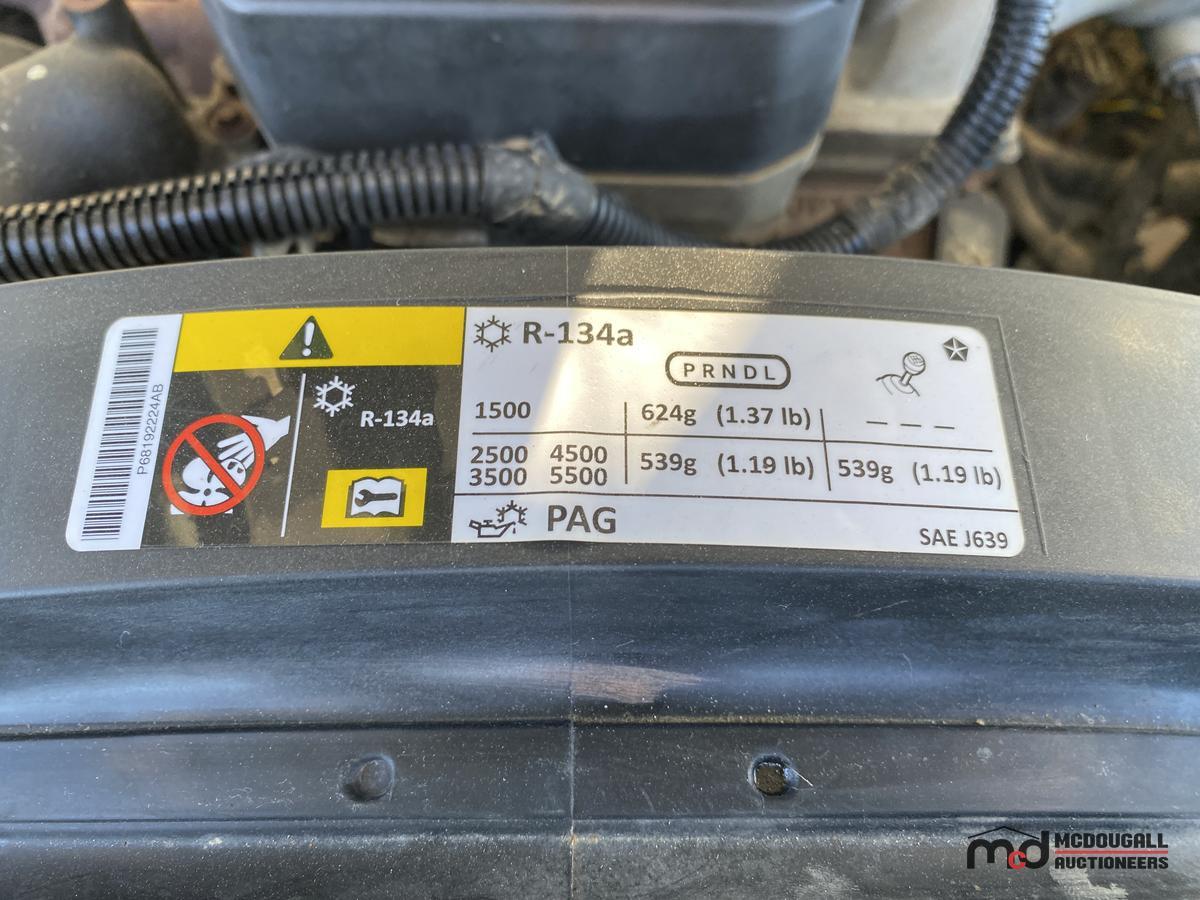 P68192224AB
R-134a
R-134a
PRNDL
1500 624g (1.37 lb) – – –
2500 4500 539g (1.19 lb) 539g (1.19 lb)
3500 5500
PAG
SAE J639
mcd MCDOUGALL
AUCTIONEERS